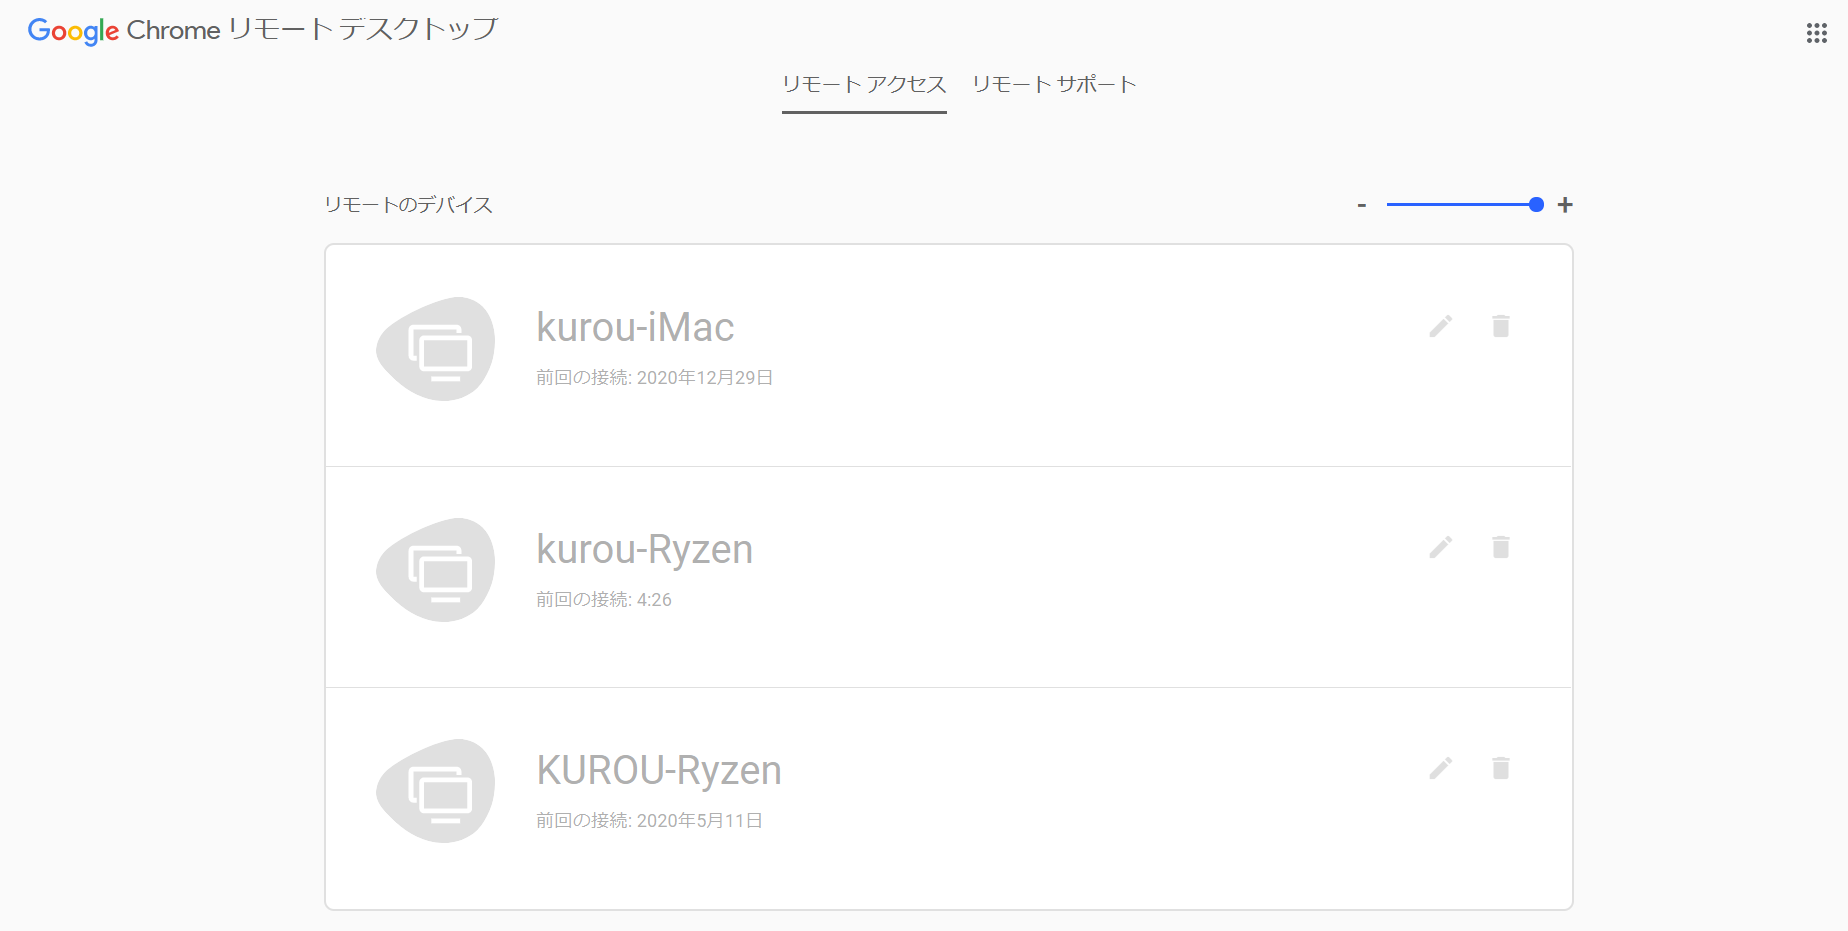 Google Chrome リモート デスクトップ
リモート アクセス リモート サポート
リモートのデバイス - +
kurou-iMac
前回の接続: 2020年12月29日
kurou-Ryzen
前回の接続: 4:26
KUROU-Ryzen
前回の接続: 2020年5月11日